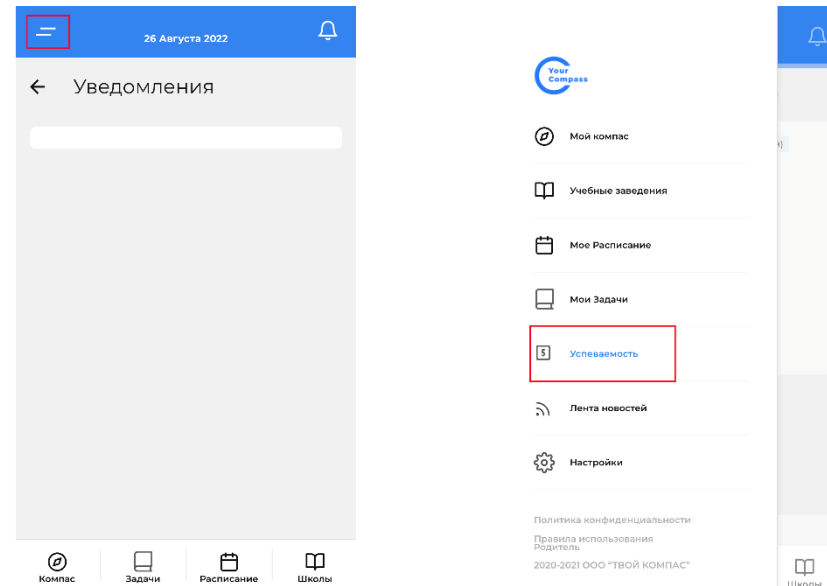 26 Августа 2022
Уведомления
Компас
Задачи
Расписание
Школы
Your
Compass
Мой компас
Учебные заведения
Мое Расписание
Мои Задачи
5
Успеваемость
Лента новостей
Настройки
Политика конфиденциальности
Правила использования
Родитель
2020-2021 ООО “ТВОЙ КОМПАС”
Школы